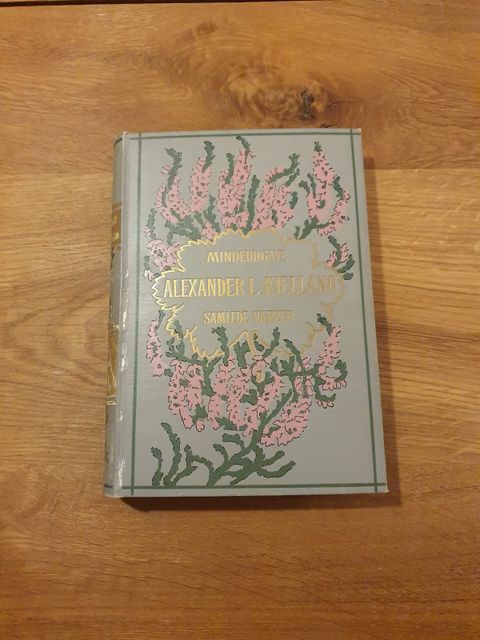 MINDEUDGAVE
ALEXANDER L. KIELLAND
SAMLEDE VÆRKER